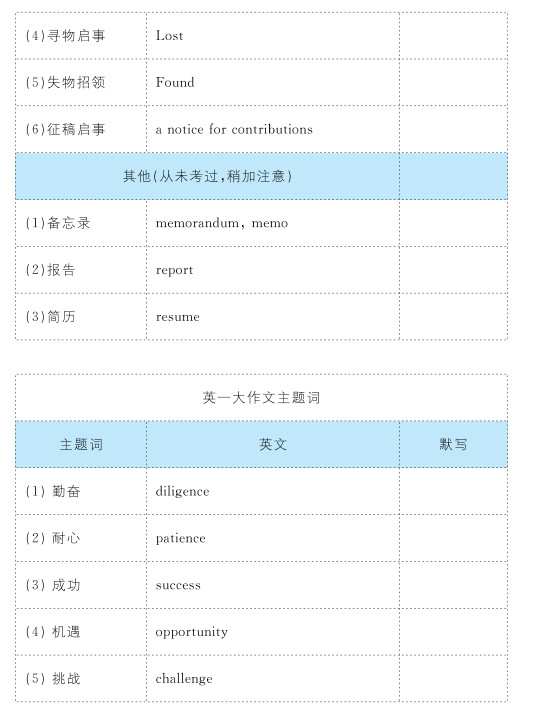 (4)寻物启事 Lost
(5)失物招领 Found
(6)征稿启事 a notice for contributions
其他(从未考过,稍加注意)
(1)备忘录 memorandum, memo
(2)报告 report
(3)简历 resume
英一大作文主题词
主题词 英文 默写
(1) 勤奋 diligence
(2) 耐心 patience
(3) 成功 success
(4) 机遇 opportunity
(5) 挑战 challenge